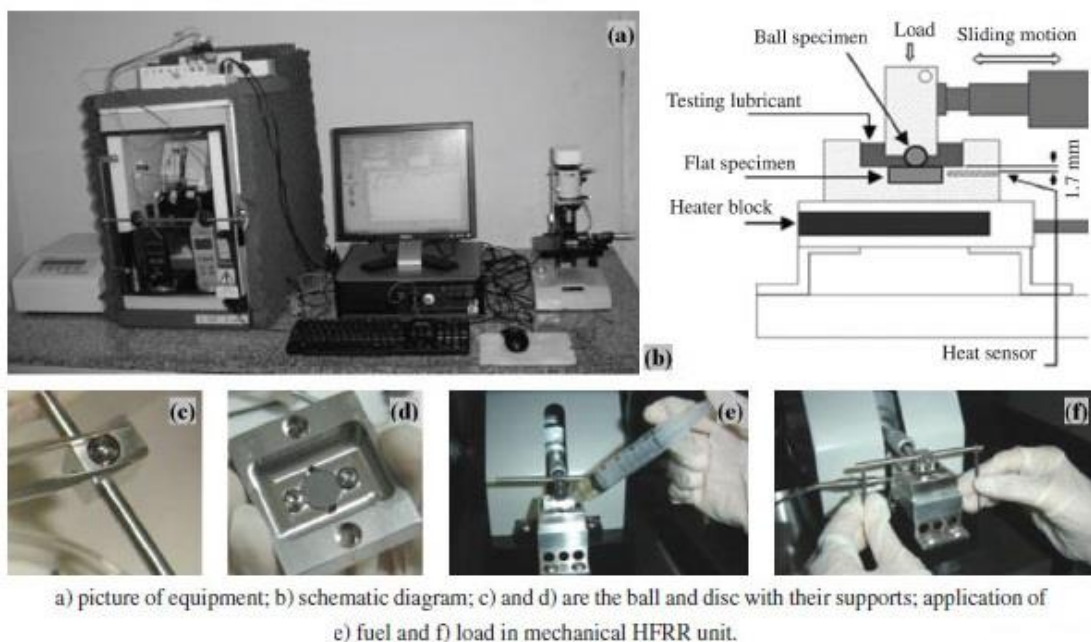 (a)
Load
Ball specimen
Sliding motion
Testing lubricant
Flat specimen
1.7 mm
Heater block
Heat sensor
(b)
(c)
(d)
(e)
(f)
a) picture of equipment; b) schematic diagram; c) and d) are the ball and disc with their supports; application of
e) fuel and f) load in mechanical HFRR unit.